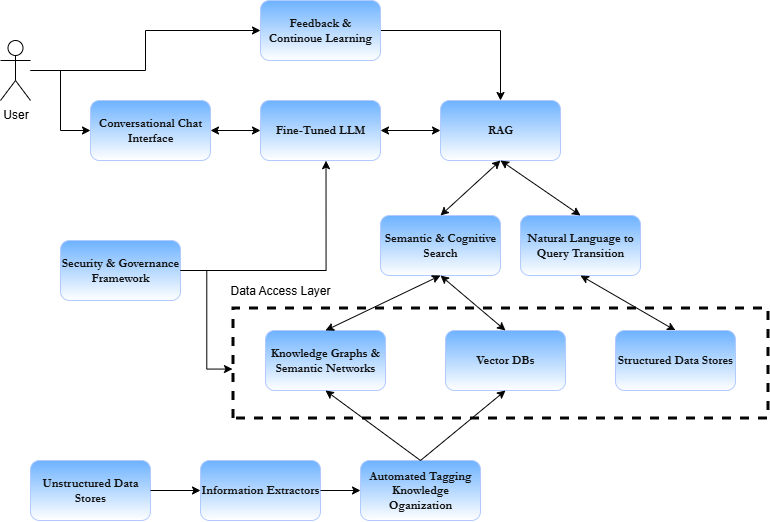 Feedback &
Continoue Learning
User
Conversational Chat
Interface
Fine-Tuned LLM
RAG
Semantic & Cognitive
Search
Natural Language to
Query Transition
Security & Governance
Framework
Data Access Layer
Knowledge Graphs &
Semantic Networks
Vector DBs
Structured Data Stores
Unstructured Data
Stores
Information Extractors
Automated Tagging
Knowledge
Oganization